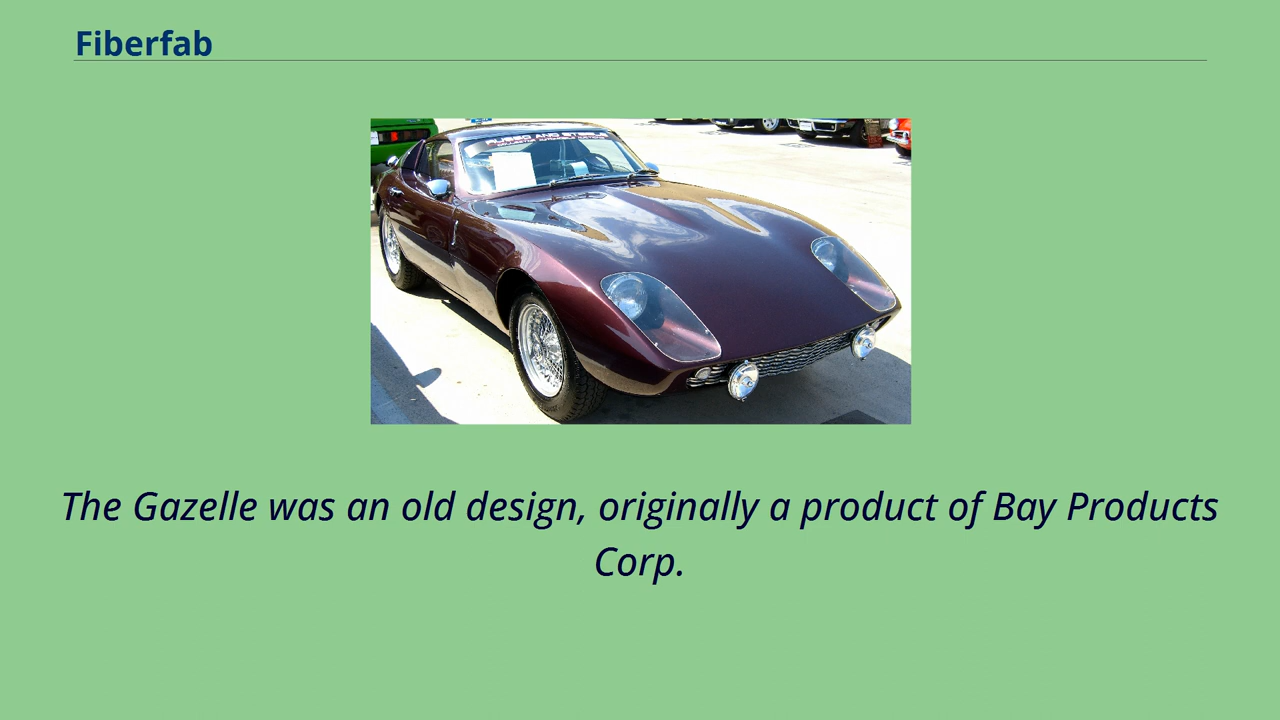 Fiberfab
The Gazelle was an old design, originally a product of Bay Products
Corp.